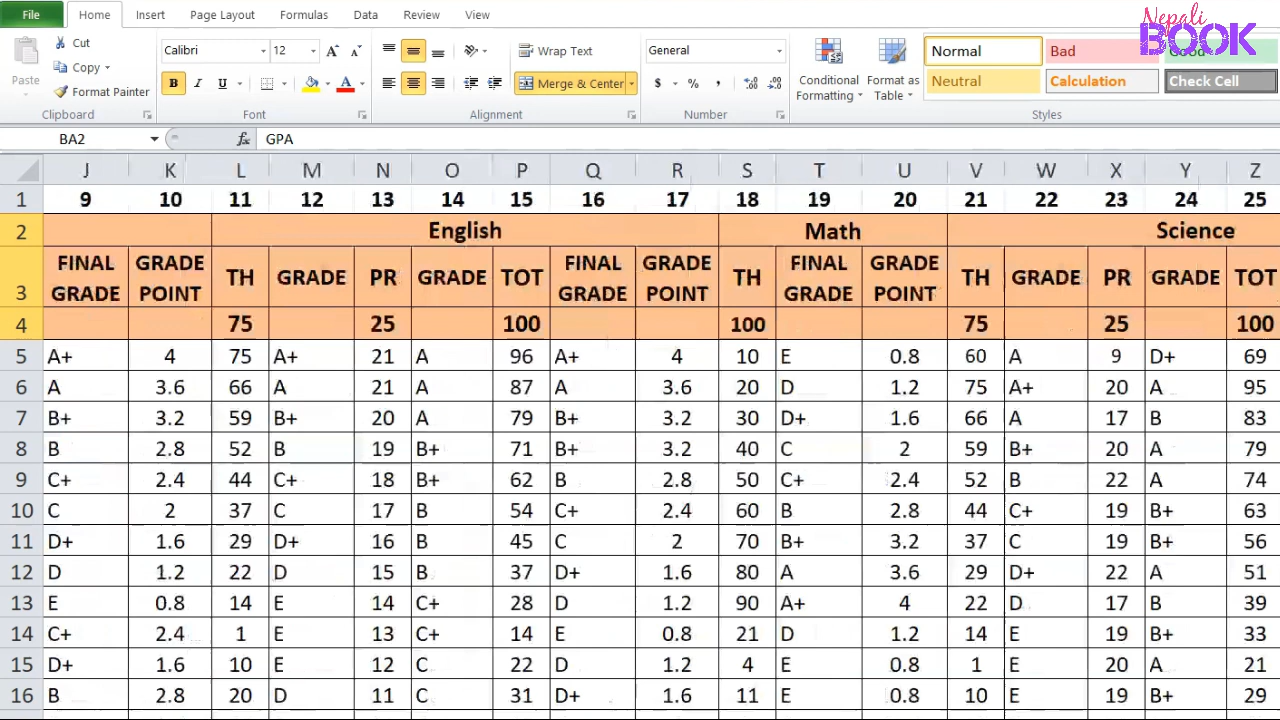 File Home Insert Page Layout Formulas Data Review View
Nepali
BOOK
Cut
Copy
Format Painter
Paste
Calibri 12
B I U A
Wrap Text
Merge & Center
General
$ % ,
Conditional Formatting
Format as Table
Normal Bad Good
Neutral Calculation Check Cell
Clipboard Font Alignment Number Styles
BA2 fx GPA
J K L M N O P Q R S T U V W X Y Z
1 9 10 11 12 13 14 15 16 17 18 19 20 21 22 23 24 25
2 English Math Science
3 FINAL GRADE GRADE POINT TH GRADE PR GRADE TOT FINAL GRADE GRADE POINT TH FINAL GRADE GRADE POINT TH GRADE PR GRADE TOT
4 75 25 100 100 75 25 100
5 A+ 4 75 A+ 21 A 96 A+ 4 10 E 0.8 60 A 9 D+ 69
6 A 3.6 66 A 21 A 87 A 3.6 20 D 1.2 75 A+ 20 A 95
7 B+ 3.2 59 B+ 20 A 79 B+ 3.2 30 D+ 1.6 66 A 17 B 83
8 B 2.8 52 B 19 B+ 71 B+ 3.2 40 C 2 59 B+ 20 A 79
9 C+ 2.4 44 C+ 18 B+ 62 B 2.8 50 C+ 2.4 52 B 22 A 74
10 C 2 37 C 17 B 54 C+ 2.4 60 B 2.8 44 C+ 19 B+ 63
11 D+ 1.6 29 D+ 16 B 45 C 2 70 B+ 3.2 37 C 19 B+ 56
12 D 1.2 22 D 15 B 37 D+ 1.6 80 A 3.6 29 D+ 22 A 51
13 E 0.8 14 E 14 C+ 28 D 1.2 90 A+ 4 22 D 17 B 39
14 C+ 2.4 1 E 13 C+ 14 E 0.8 21 D 1.2 14 E 19 B+ 33
15 D+ 1.6 10 E 12 C 22 D 1.2 4 E 0.8 1 E 20 A 21
16 B 2.8 20 D 11 C 31 D+ 1.6 11 E 0.8 10 E 19 B+ 29